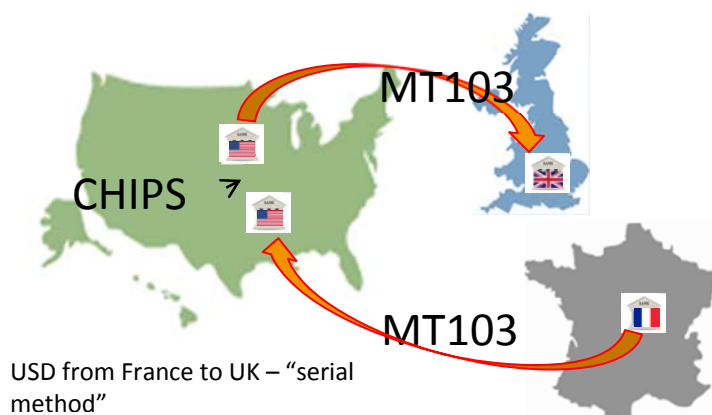 MT103
CHIPS
MT103
USD from France to UK – “serial
method”